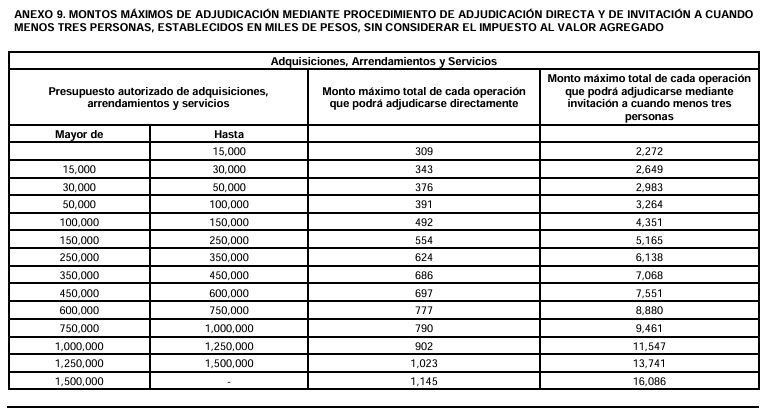 ANEXO 9. MONTOS MÁXIMOS DE ADJUDICACIÓN MEDIANTE PROCEDIMIENTO DE ADJUDICACIÓN DIRECTA Y DE INVITACIÓN A CUANDO
MENOS TRES PERSONAS, ESTABLECIDOS EN MILES DE PESOS, SIN CONSIDERAR EL IMPUESTO AL VALOR AGREGADO
Adquisiciones, Arrendamientos y Servicios
Presupuesto autorizado de adquisiciones,
arrendamientos y servicios
Monto máximo total de cada operación
que podrá adjudicarse directamente
Monto máximo total de cada operación
que podrá adjudicarse mediante
invitación a cuando menos tres
personas
Mayor de Hasta
15,000 309 2,272
15,000 30,000 343 2,649
30,000 50,000 376 2,983
50,000 100,000 391 3,264
100,000 150,000 492 4,351
150,000 250,000 554 5,165
250,000 350,000 624 6,138
350,000 450,000 686 7,068
450,000 600,000 697 7,551
600,000 750,000 777 8,880
750,000 1,000,000 790 9,461
1,000,000 1,250,000 902 11,547
1,250,000 1,500,000 1,023 13,741
1,500,000 - 1,145 16,086